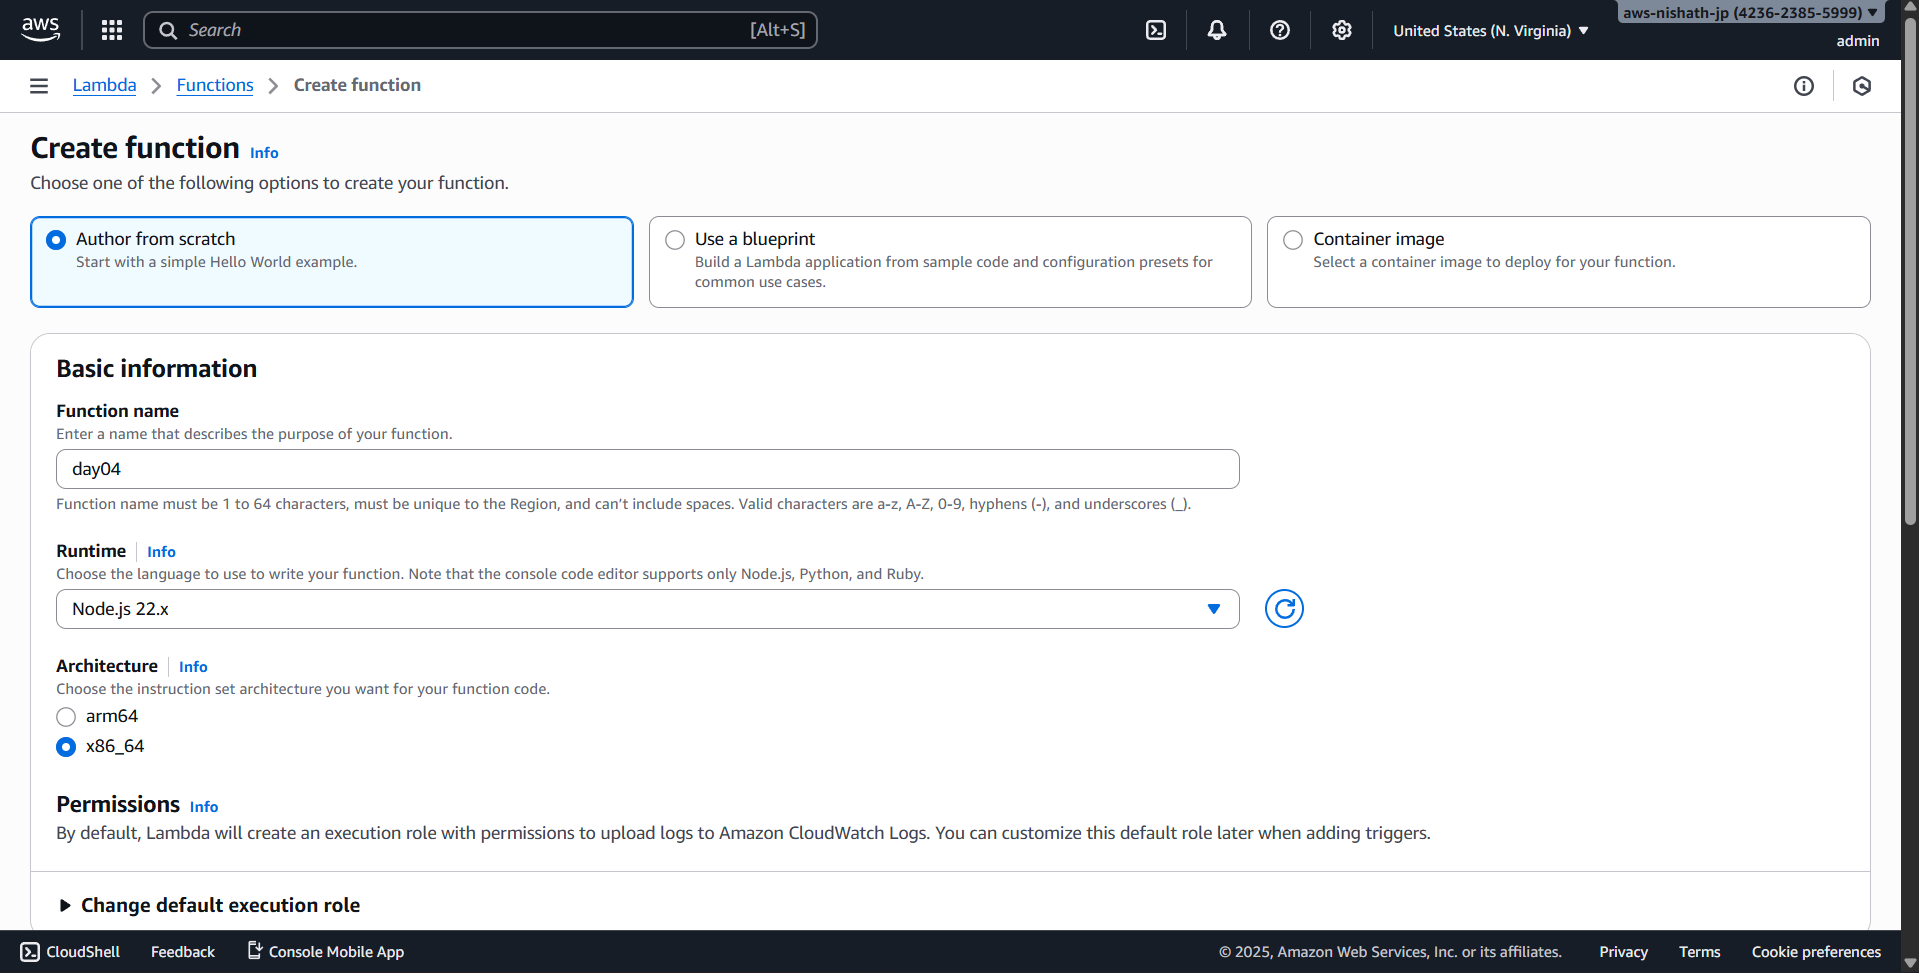 aws
Search [Alt+S]
United States (N. Virginia)
aws-nishath-jp (4236-2385-5999)
admin
Lambda
Functions
Create function
Create function Info
Choose one of the following options to create your function.
Author from scratch
Start with a simple Hello World example.
Use a blueprint
Build a Lambda application from sample code and configuration presets for
common use cases.
Container image
Select a container image to deploy for your function.
Basic information
Function name
Enter a name that describes the purpose of your function.
day04
Function name must be 1 to 64 characters, must be unique to the Region, and can't include spaces. Valid characters are a-z, A-Z, 0-9, hyphens (-), and underscores (_).
Runtime Info
Choose the language to use to write your function. Note that the console code editor supports only Node.js, Python, and Ruby.
Node.js 22.x
Architecture Info
Choose the instruction set architecture you want for your function code.
arm64
x86_64
Permissions Info
By default, Lambda will create an execution role with permissions to upload logs to Amazon CloudWatch Logs. You can customize this default role later when adding triggers.
Change default execution role
CloudShell Feedback Console Mobile App © 2025, Amazon Web Services, Inc. or its affiliates. Privacy Terms Cookie preferences